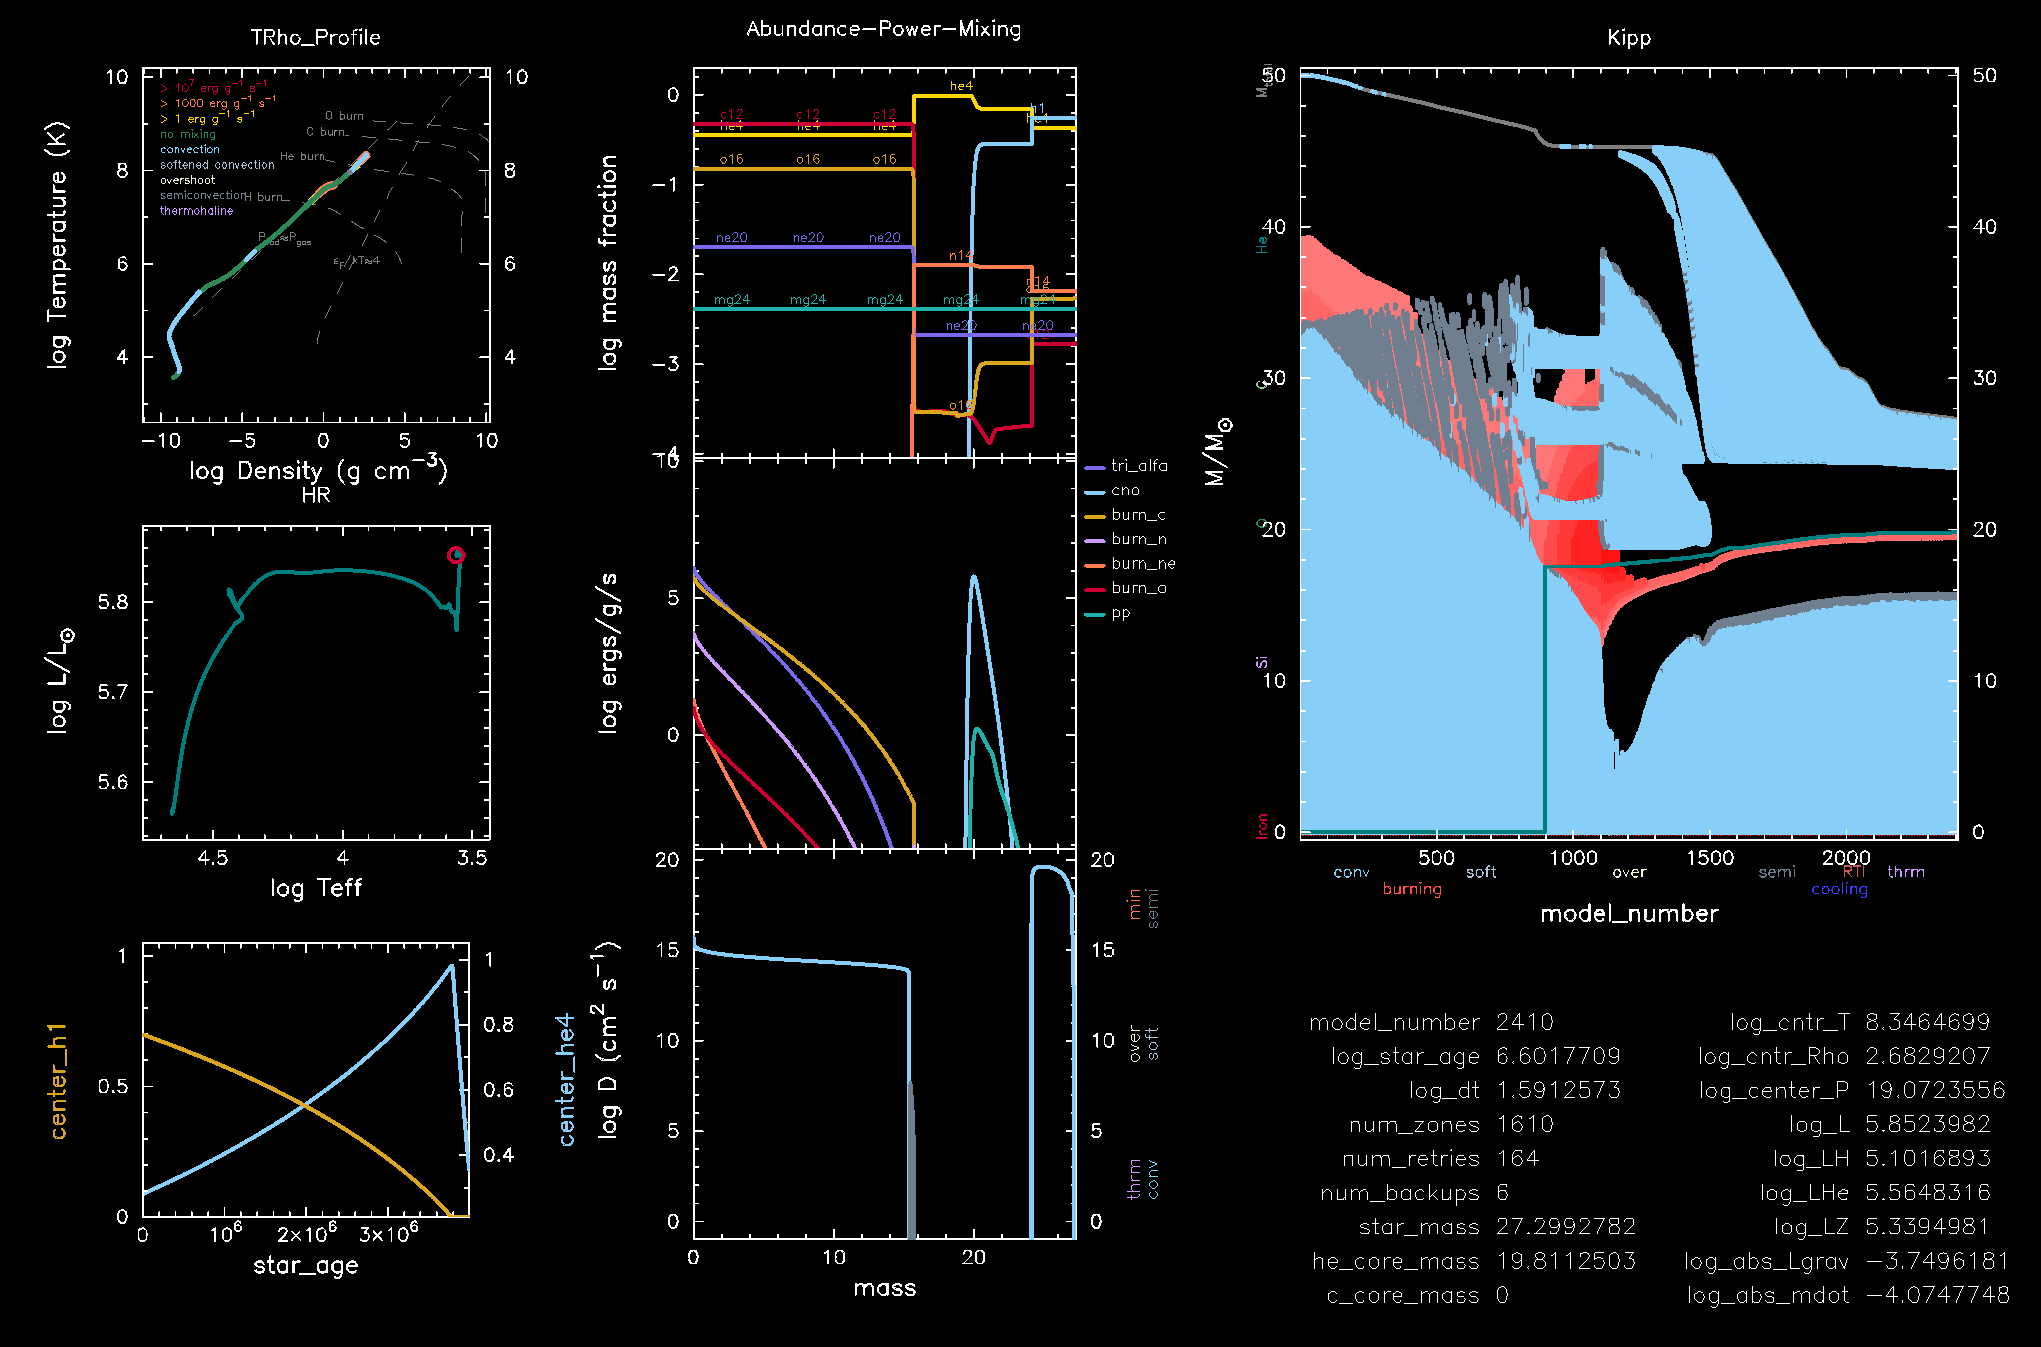 TRho_Profile
10
8
6
4
log Temperature (K)
> 10⁷ erg g⁻¹ s⁻¹
> 1000 erg g⁻¹ s⁻¹
> 1 erg g⁻¹ s⁻¹
no mixing
convection
softened convection
overshoot
semiconvection
thermohaline
O burn
C burn
He burn
H burn
P_rad≈P_gas
ε_F/kT≈4
10
8
6
4
−10 −5 0 5 10
log Density (g cm⁻³)
HR
5.8
5.7
5.6
log L/L☉
4.5 4 3.5
log Teff
1
0.5
0
center_h1
1
0.8
0.6
0.4
center_he4
0 10⁶ 2×10⁶ 3×10⁶
star_age
Abundance−Power−Mixing
0
−1
−2
−3
−4
log mass fraction
he4
h1
c12 c12 c12
he4 he4 he4
o16 o16 o16
ne20 ne20 ne20
n14
n14
mg24 mg24 mg24 mg24 mg24
ne20 ne20
o16
10
5
0
log ergs/g/s
tri_alfa
cno
burn_c
burn_n
burn_ne
burn_o
pp
20
15
10
5
0
log D (cm² s⁻¹)
20
15
10
5
0
min
semi
over
soft
thrm
conv
0 10 20
mass
Kipp
50
40
30
20
10
0
M/M☉
M_total
He
C
O
Si
Iron
50
40
30
20
10
0
500 1000 1500 2000
conv soft over semi RTI thrm
burning cooling
model_number
model_number 2410 log_cntr_T 8.3464699
log_star_age 6.6017709 log_cntr_Rho 2.6829207
log_dt 1.5912573 log_center_P 19.0723556
num_zones 1610 log_L 5.8523982
num_retries 164 log_LH 5.1016893
num_backups 6 log_LHe 5.5648316
star_mass 27.2992782 log_LZ 5.3394981
he_core_mass 19.8112503 log_abs_Lgrav −3.7496181
c_core_mass 0 log_abs_mdot −4.0747748